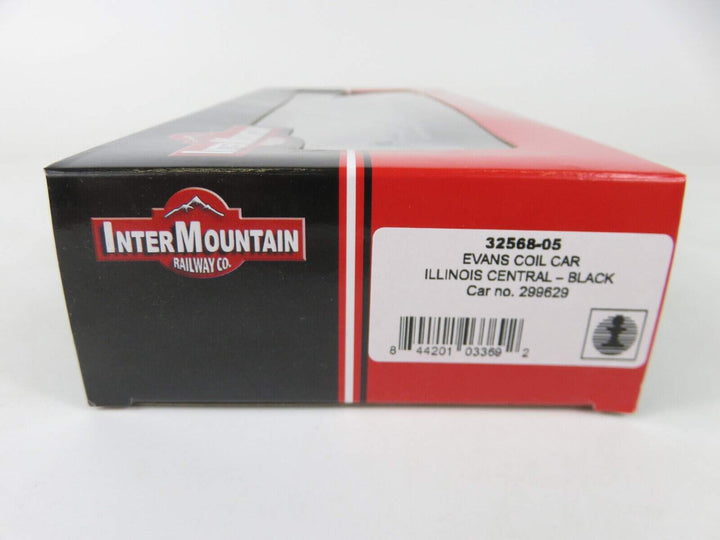 INTERMOUNTAIN
RAILWAY CO.
32568-05
EVANS COIL CAR
ILLINOIS CENTRAL – BLACK
Car no. 299629
8 44201 03369 2